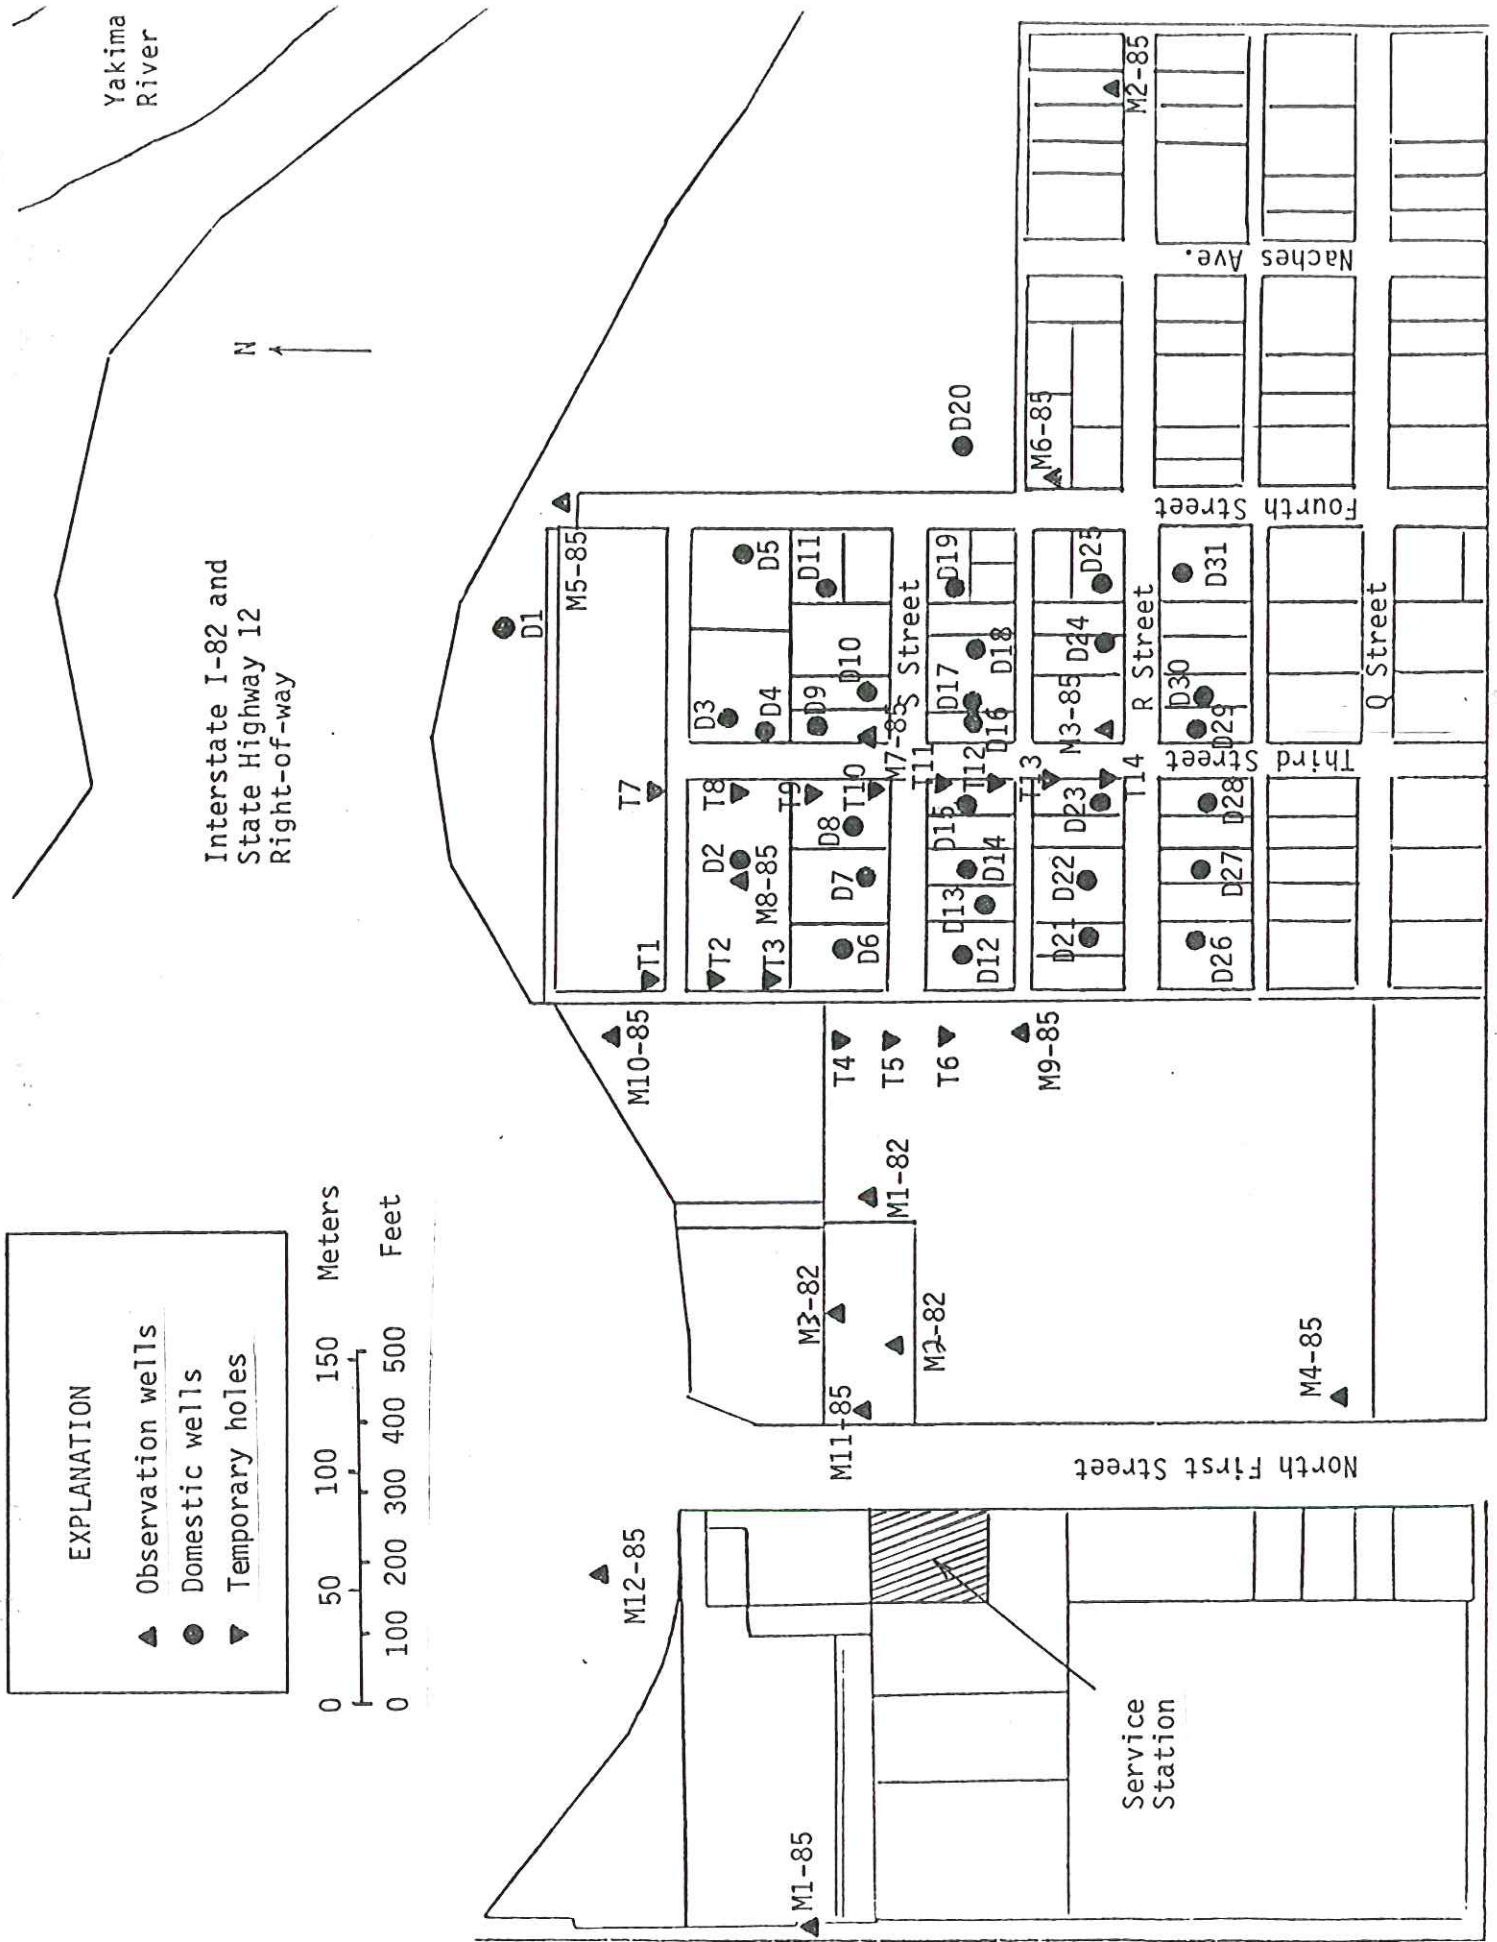 EXPLANATION
Observation wells
Domestic wells
Temporary holes
0 50 100 150 Meters
0 100 200 300 400 500 Feet
Interstate I-82 and
State Highway 12
Right-of-way
Yakima
River
N
M1-85
M12-85
Service
Station
North First Street
M11-85
M3-82
M2-82
M4-85
M1-82
M10-85
T4
T5
T6
M9-85
T1
T2
T3
D6
D12
D21
D26
D2
M8-85
D7
D13
D14
D22
D27
T7
T8
T9
T10
D8
D15
T11
T12
T13
T14
D23
D28
Third Street
D3
D4
D9
D10
M7-85
S Street
D17
D16
D18
M3-85
D24
R Street
D30
D29
Q Street
D1
M5-85
D5
D11
D19
D25
D31
Fourth Street
D20
M6-85
Naches Ave.
M2-85